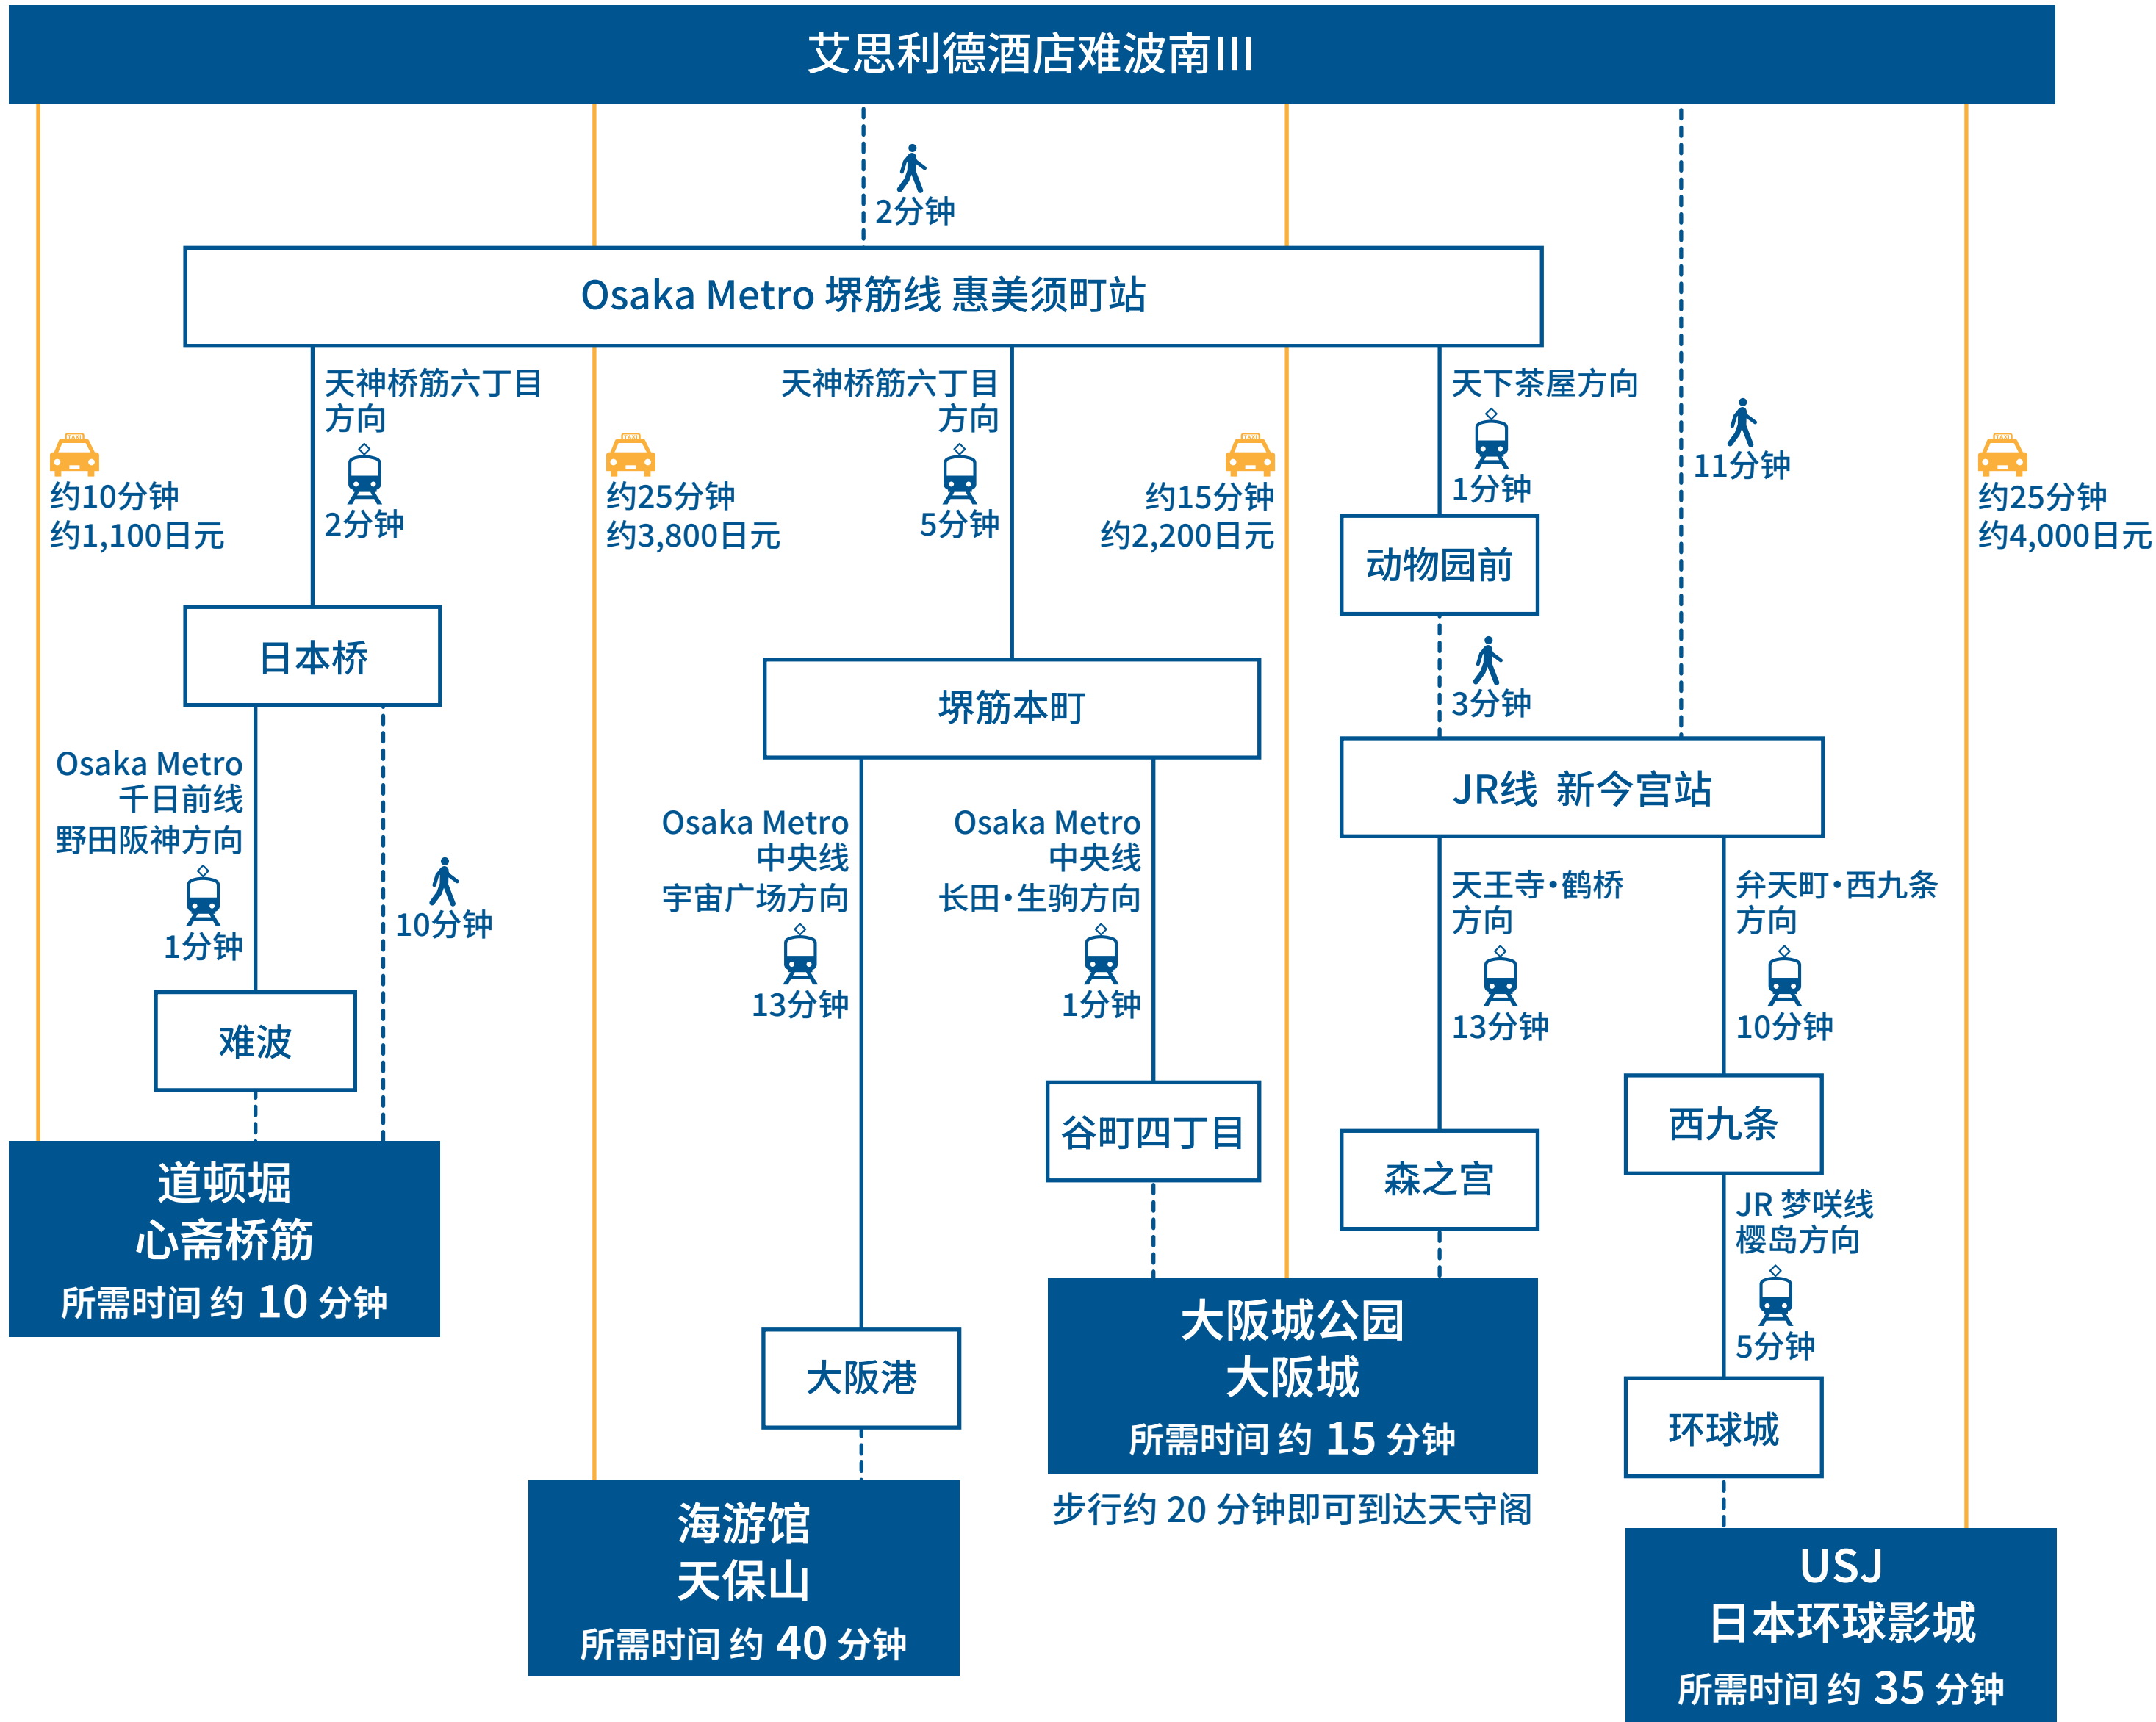 艾思利德酒店难波南III
2分钟
Osaka Metro 堺筋线 惠美须町站
约10分钟
约1,100日元
天神桥筋六丁目
方向
2分钟
日本桥
Osaka Metro
千日前线
野田阪神方向
1分钟
10分钟
难波
道顿堀
心斋桥筋
所需时间 约 10 分钟
约25分钟
约3,800日元
天神桥筋六丁目
方向
5分钟
堺筋本町
Osaka Metro
中央线
宇宙广场方向
13分钟
大阪港
海游馆
天保山
所需时间 约 40 分钟
Osaka Metro
中央线
长田・生驹方向
1分钟
谷町四丁目
约15分钟
约2,200日元
天下茶屋方向
1分钟
动物园前
3分钟
11分钟
JR线 新今宫站
天王寺・鹤桥
方向
13分钟
森之宫
大阪城公园
大阪城
所需时间 约 15 分钟
步行约 20 分钟即可到达天守阁
弁天町・西九条
方向
10分钟
西九条
JR 梦咲线
樱岛方向
5分钟
环球城
约25分钟
约4,000日元
USJ
日本环球影城
所需时间 约 35 分钟